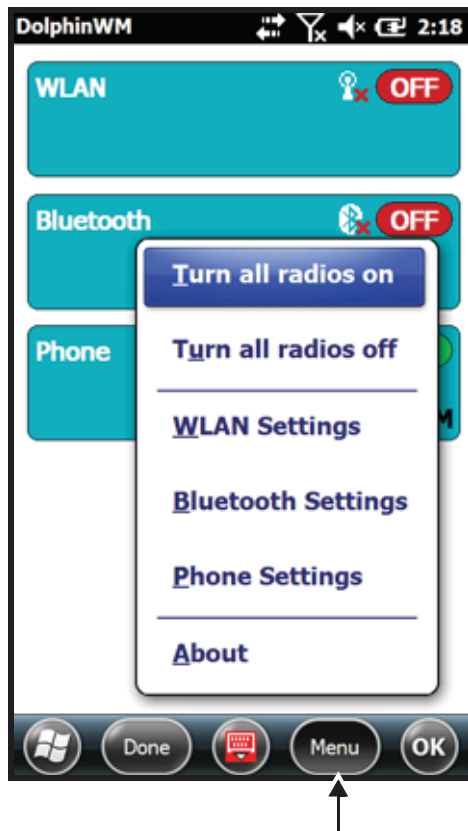 DolphinWM 2:18
WLAN OFF
Bluetooth OFF
Turn all radios on
Phone Turn all radios off
M
WLAN Settings
Bluetooth Settings
Phone Settings
About
Done Menu OK